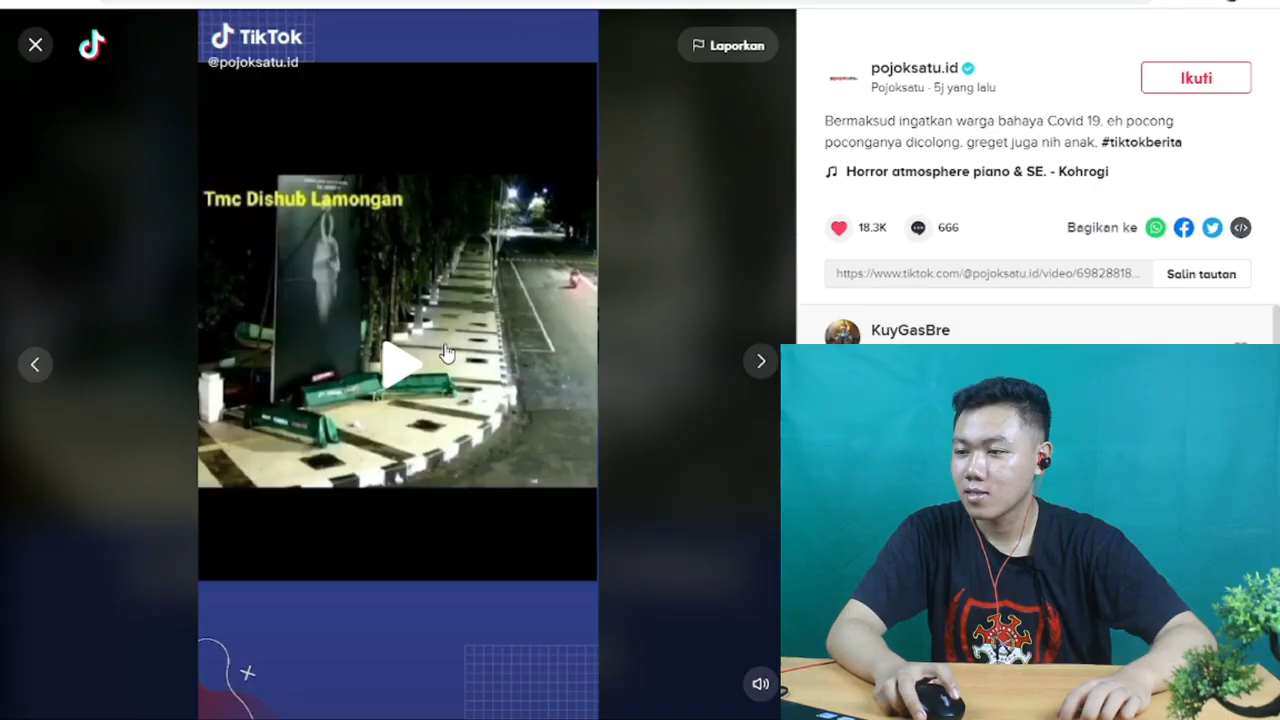 TikTok
@pojoksatu.id
Laporkan
Tmc Dishub Lamongan
pojoksatu.id
Pojoksatu · 5j yang lalu
Ikuti
Bermaksud ingatkan warga bahaya Covid 19. eh pocong
poconganya dicolong. greget juga nih anak. #tiktokberita
Horror atmosphere piano & SE. - Kohrogi
18.3K
666
Bagikan ke
https://www.tiktok.com/@pojoksatu.id/video/69828818...
Salin tautan
KuyGasBre